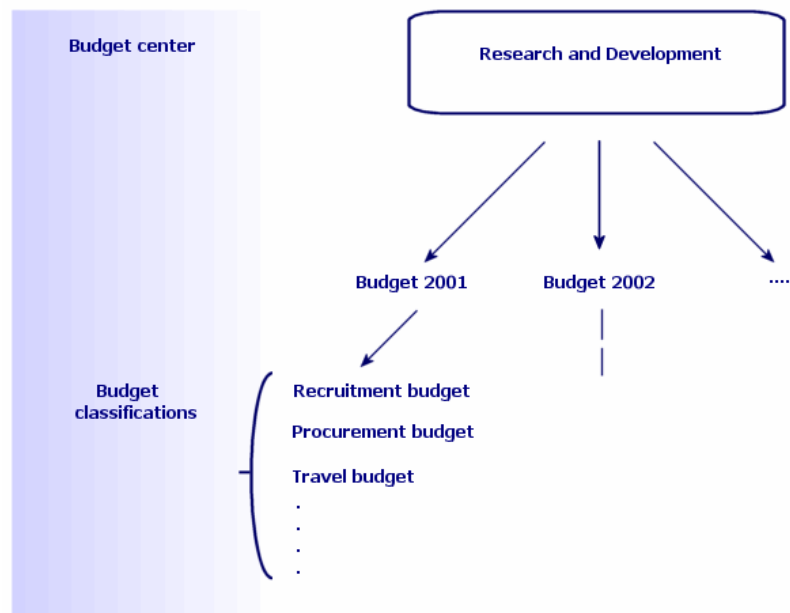 Budget center
Research and Development
Budget 2001
Budget 2002
....
Budget
classifications
Recruitment budget
Procurement budget
Travel budget
.
.
.
.